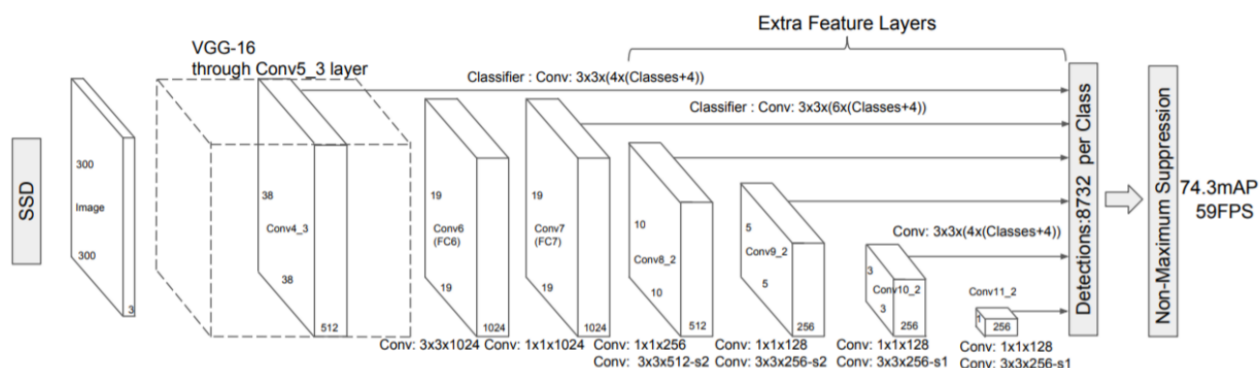 Extra Feature Layers
VGG-16
through Conv5_3 layer
Classifier : Conv: 3x3x(4x(Classes+4))
Classifier : Conv: 3x3x(6x(Classes+4))
SSD
300
Image
300
3
38
Conv4_3
38
512
19
Conv6
(FC6)
19
1024
19
Conv7
(FC7)
19
1024
10
Conv8_2
10
512
5
Conv9_2
5
256
Conv: 3x3x(4x(Classes+4))
3
Conv10_2
3
256
Conv11_2
1
256
Detections:8732 per Class
Non-Maximum Suppression
74.3mAP
59FPS
Conv: 3x3x1024
Conv: 1x1x1024
Conv: 1x1x256
Conv: 3x3x512-s2
Conv: 1x1x128
Conv: 3x3x256-s2
Conv: 1x1x128
Conv: 3x3x256-s1
Conv: 1x1x128
Conv: 3x3x256-s1